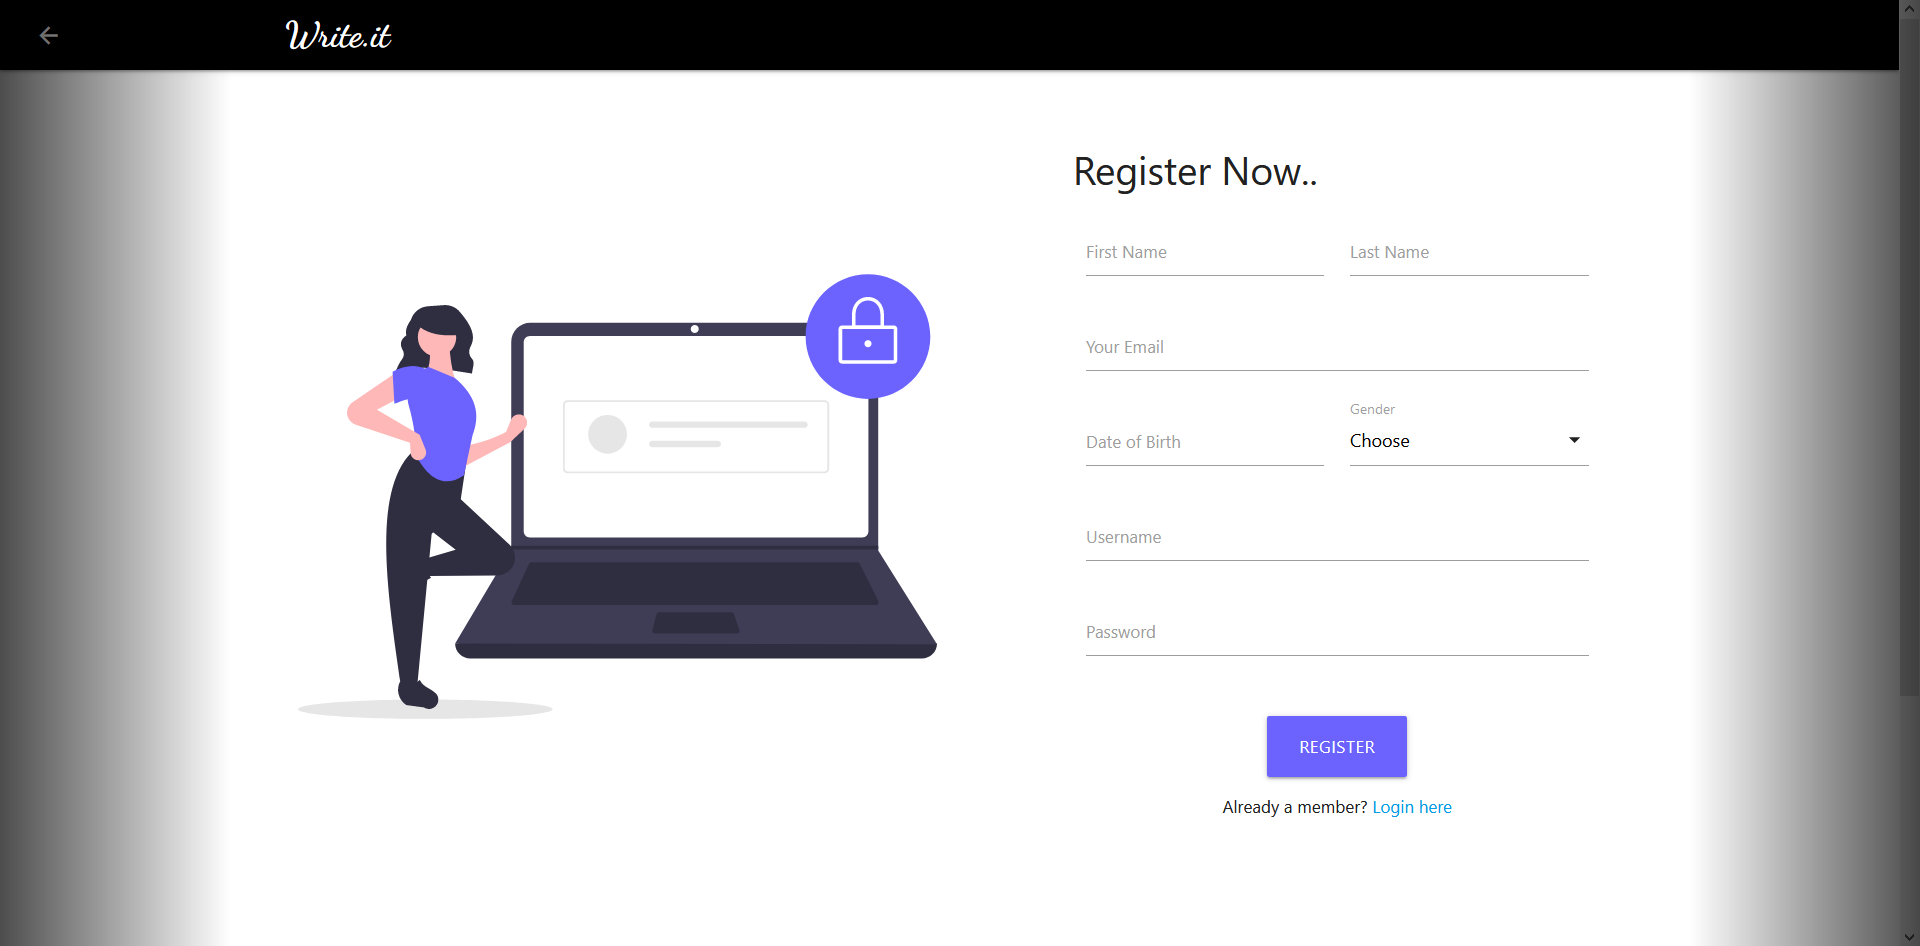 Write.it
Register Now..
First Name Last Name
Your Email
Gender
Date of Birth Choose
Username
Password
REGISTER
Already a member? Login here